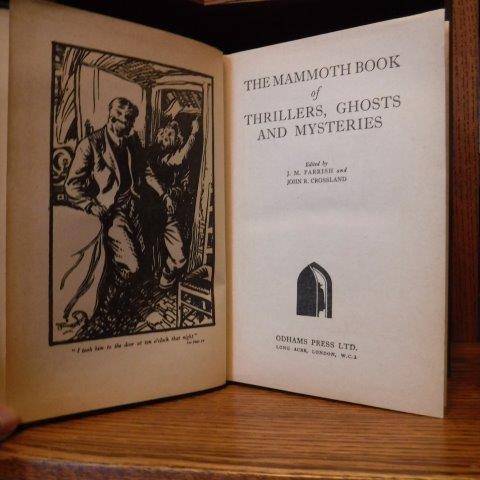 "I took him to the door at ten o'clock that night"
THE MAMMOTH BOOK
of
THRILLERS, GHOSTS
AND MYSTERIES
Edited by
J. M. PARRISH and
JOHN R. CROSSLAND
ODHAMS PRESS LTD.
LONG ACRE, LONDON, W.C.2